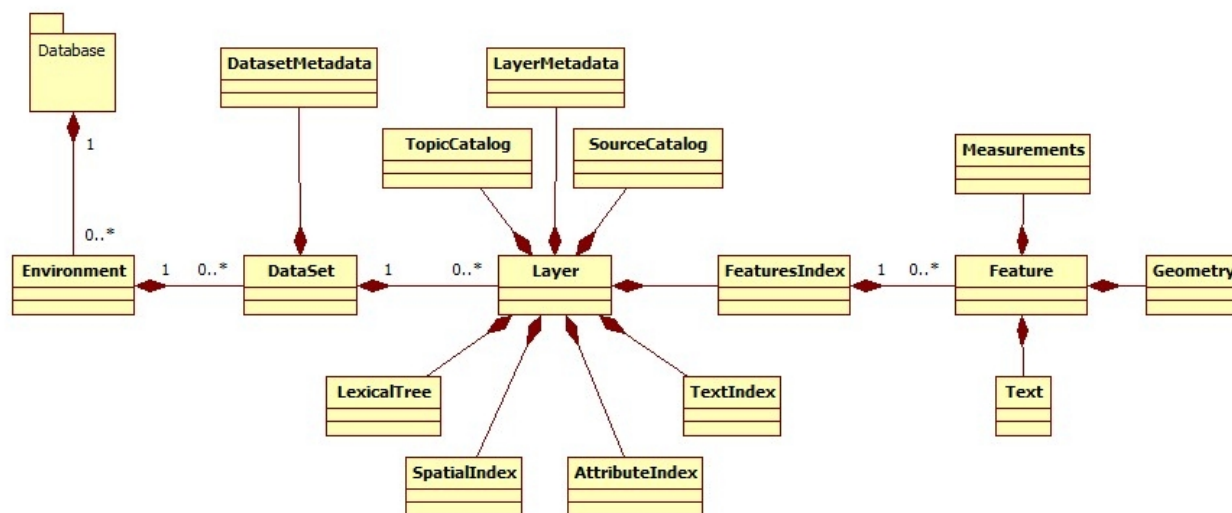 Database
DatasetMetadata
LayerMetadata
TopicCatalog
SourceCatalog
Measurements
1
0..*
Environment
1
0..*
DataSet
1
0..*
Layer
FeaturesIndex
1
0..*
Feature
Geometry
LexicalTree
TextIndex
Text
SpatialIndex
AttributeIndex